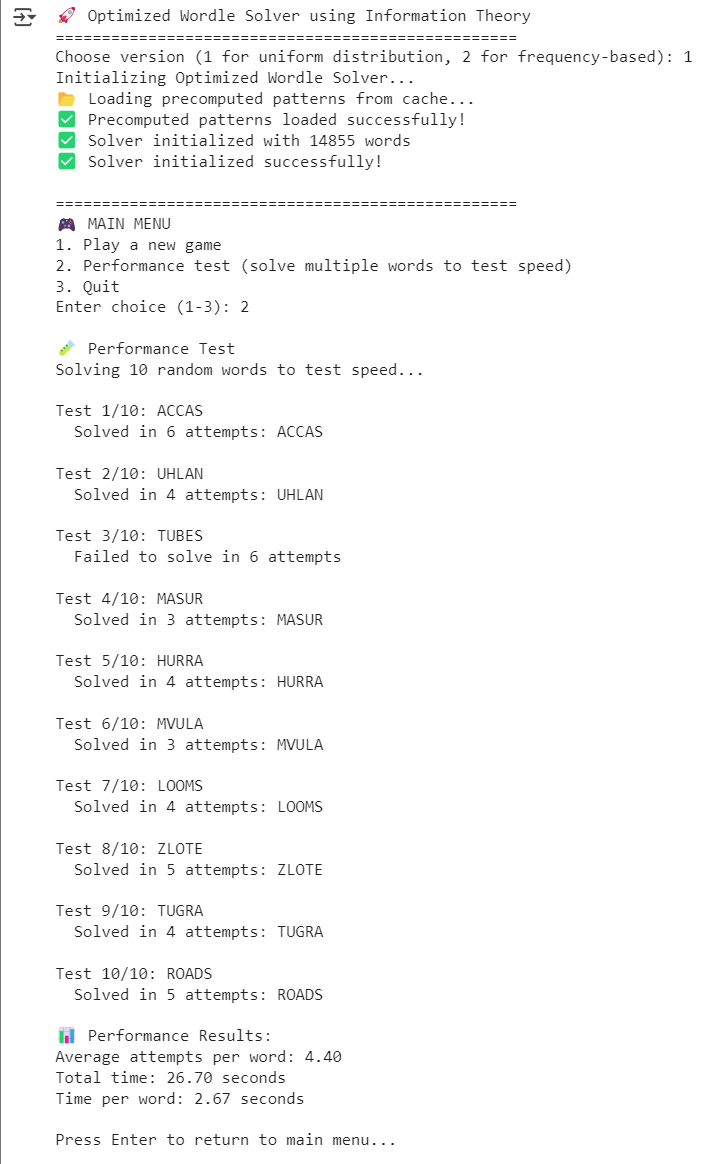 🚀 Optimized Wordle Solver using Information Theory
==================================================
Choose version (1 for uniform distribution, 2 for frequency-based): 1
Initializing Optimized Wordle Solver...
📂 Loading precomputed patterns from cache...
✅ Precomputed patterns loaded successfully!
✅ Solver initialized with 14855 words
✅ Solver initialized successfully!
==================================================
🎮 MAIN MENU
1. Play a new game
2. Performance test (solve multiple words to test speed)
3. Quit
Enter choice (1-3): 2
🧪 Performance Test
Solving 10 random words to test speed...
Test 1/10: ACCAS
Solved in 6 attempts: ACCAS
Test 2/10: UHLAN
Solved in 4 attempts: UHLAN
Test 3/10: TUBES
Failed to solve in 6 attempts
Test 4/10: MASUR
Solved in 3 attempts: MASUR
Test 5/10: HURRA
Solved in 4 attempts: HURRA
Test 6/10: MVULA
Solved in 3 attempts: MVULA
Test 7/10: LOOMS
Solved in 4 attempts: LOOMS
Test 8/10: ZLOTE
Solved in 5 attempts: ZLOTE
Test 9/10: TUGRA
Solved in 4 attempts: TUGRA
Test 10/10: ROADS
Solved in 5 attempts: ROADS
📊 Performance Results:
Average attempts per word: 4.40
Total time: 26.70 seconds
Time per word: 2.67 seconds
Press Enter to return to main menu...